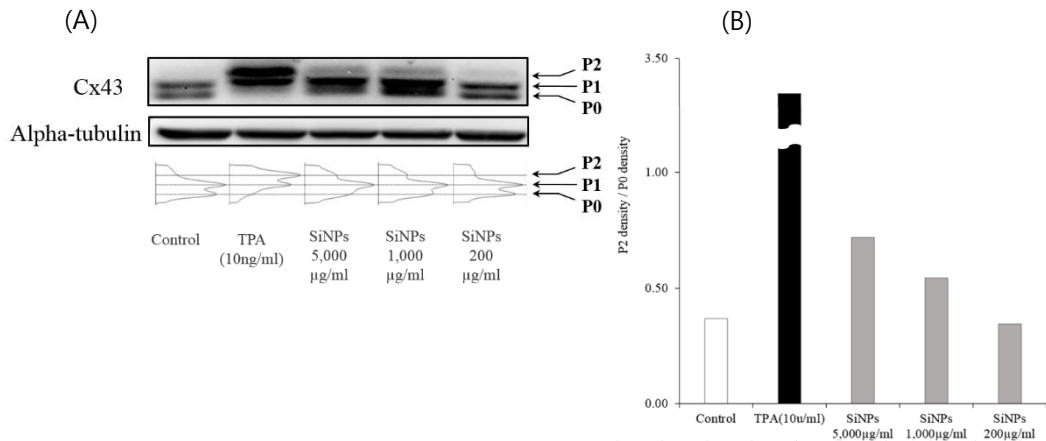 (A)
Cx43
P2
P1
P0
Alpha-tubulin
P2
P1
P0
Control
TPA
(10ng/ml)
SiNPs
5,000
µg/ml
SiNPs
1,000
µg/ml
SiNPs
200
µg/ml
(B)
P2 density / P0 density
3.50
1.00
0.50
0.00
Control
TPA(10u/ml)
SiNPs
5,000µg/ml
SiNPs
1,000µg/ml
SiNPs
200µg/ml